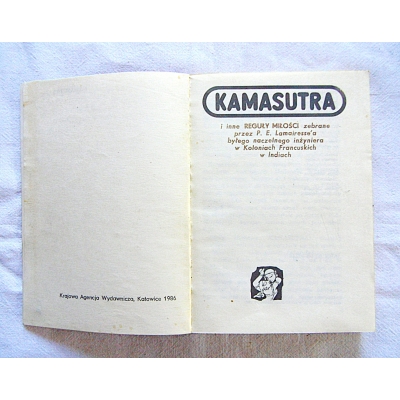 Krajowa Agencja Wydawnicza, Katowice 1986
KAMASUTRA
i inne REGUŁY MIŁOŚCI zebrane
przez P. E. Lamairesse'a
byłego naczelnego inżyniera
w Koloniach Francuskich
w Indiach